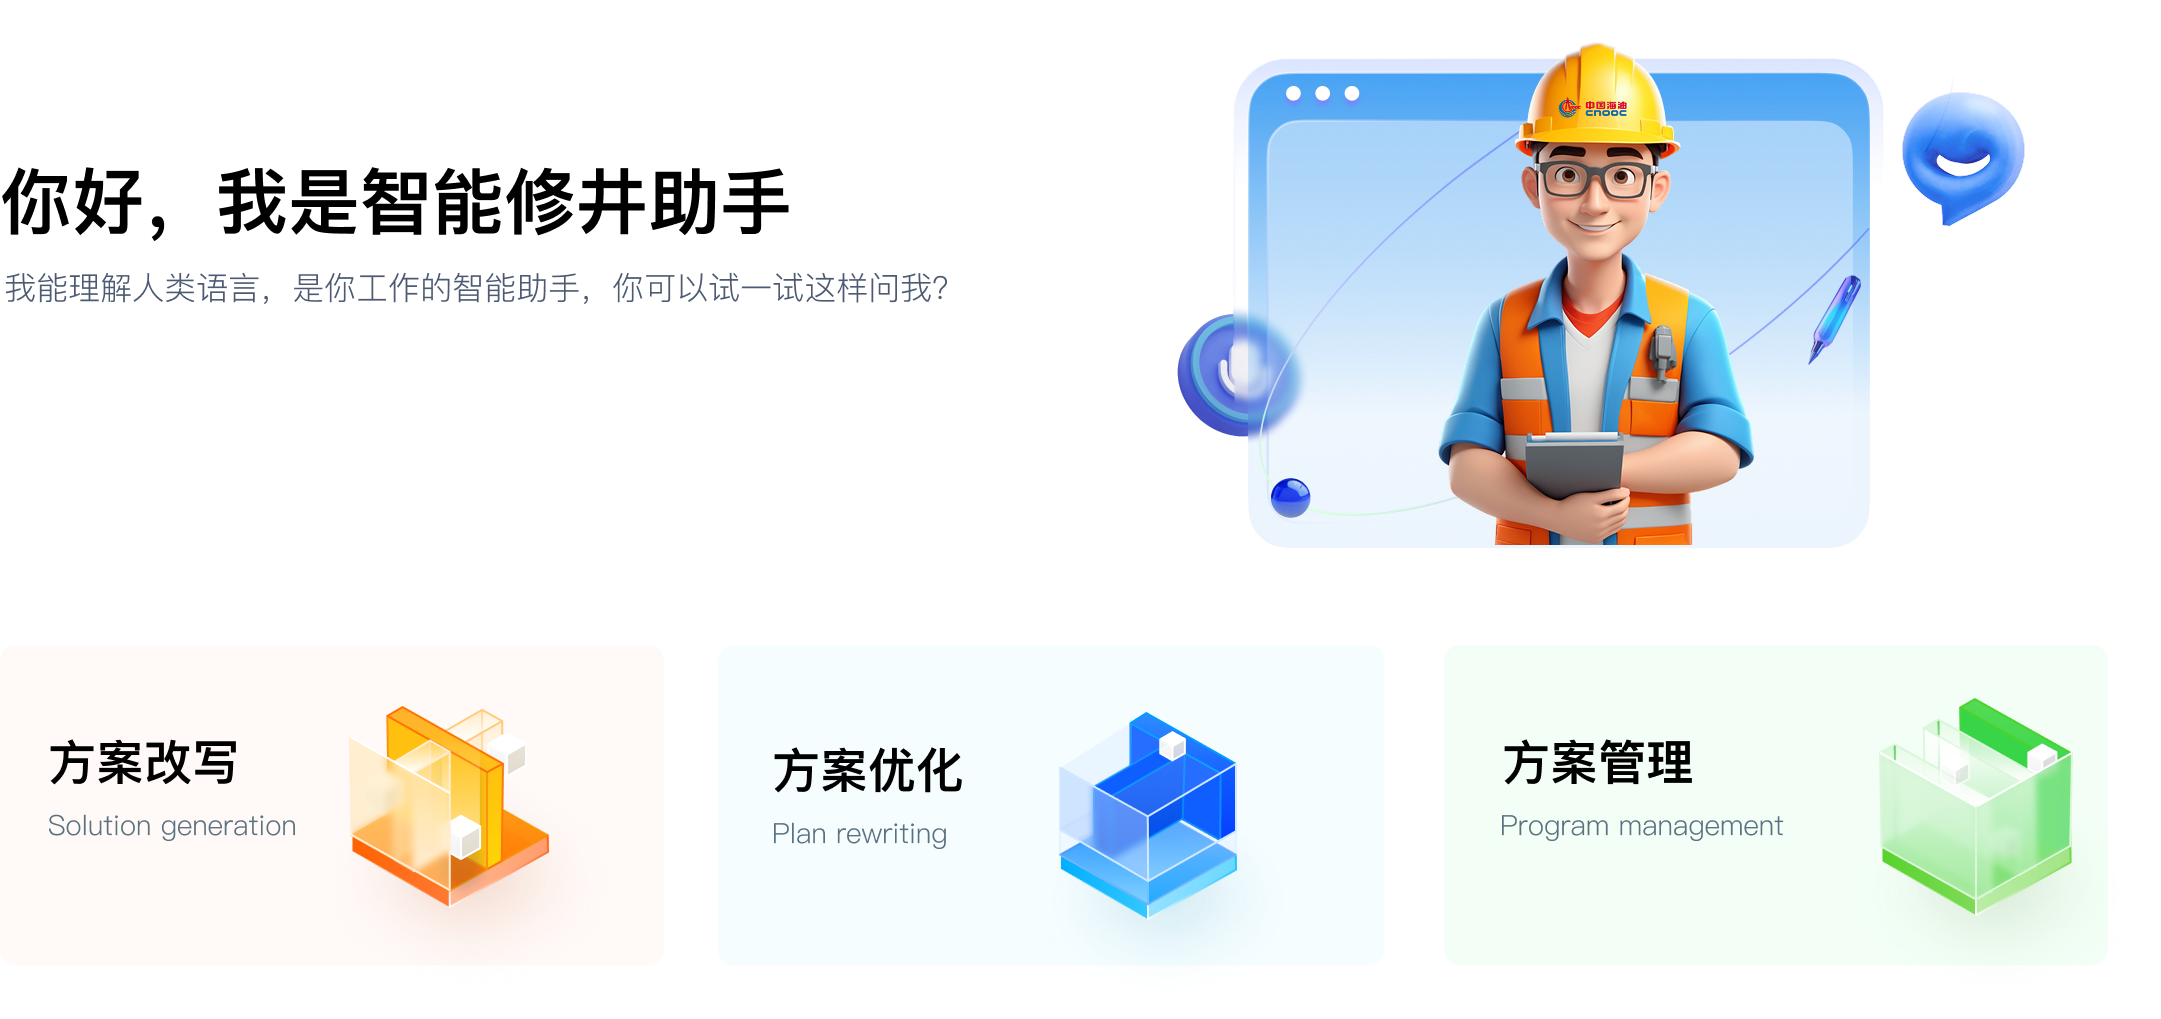 中国海油
CNOOC
你好，我是智能修井助手
我能理解人类语言，是你工作的智能助手，你可以试一试这样问我？
方案改写
Solution generation
方案优化
Plan rewriting
方案管理
Program management